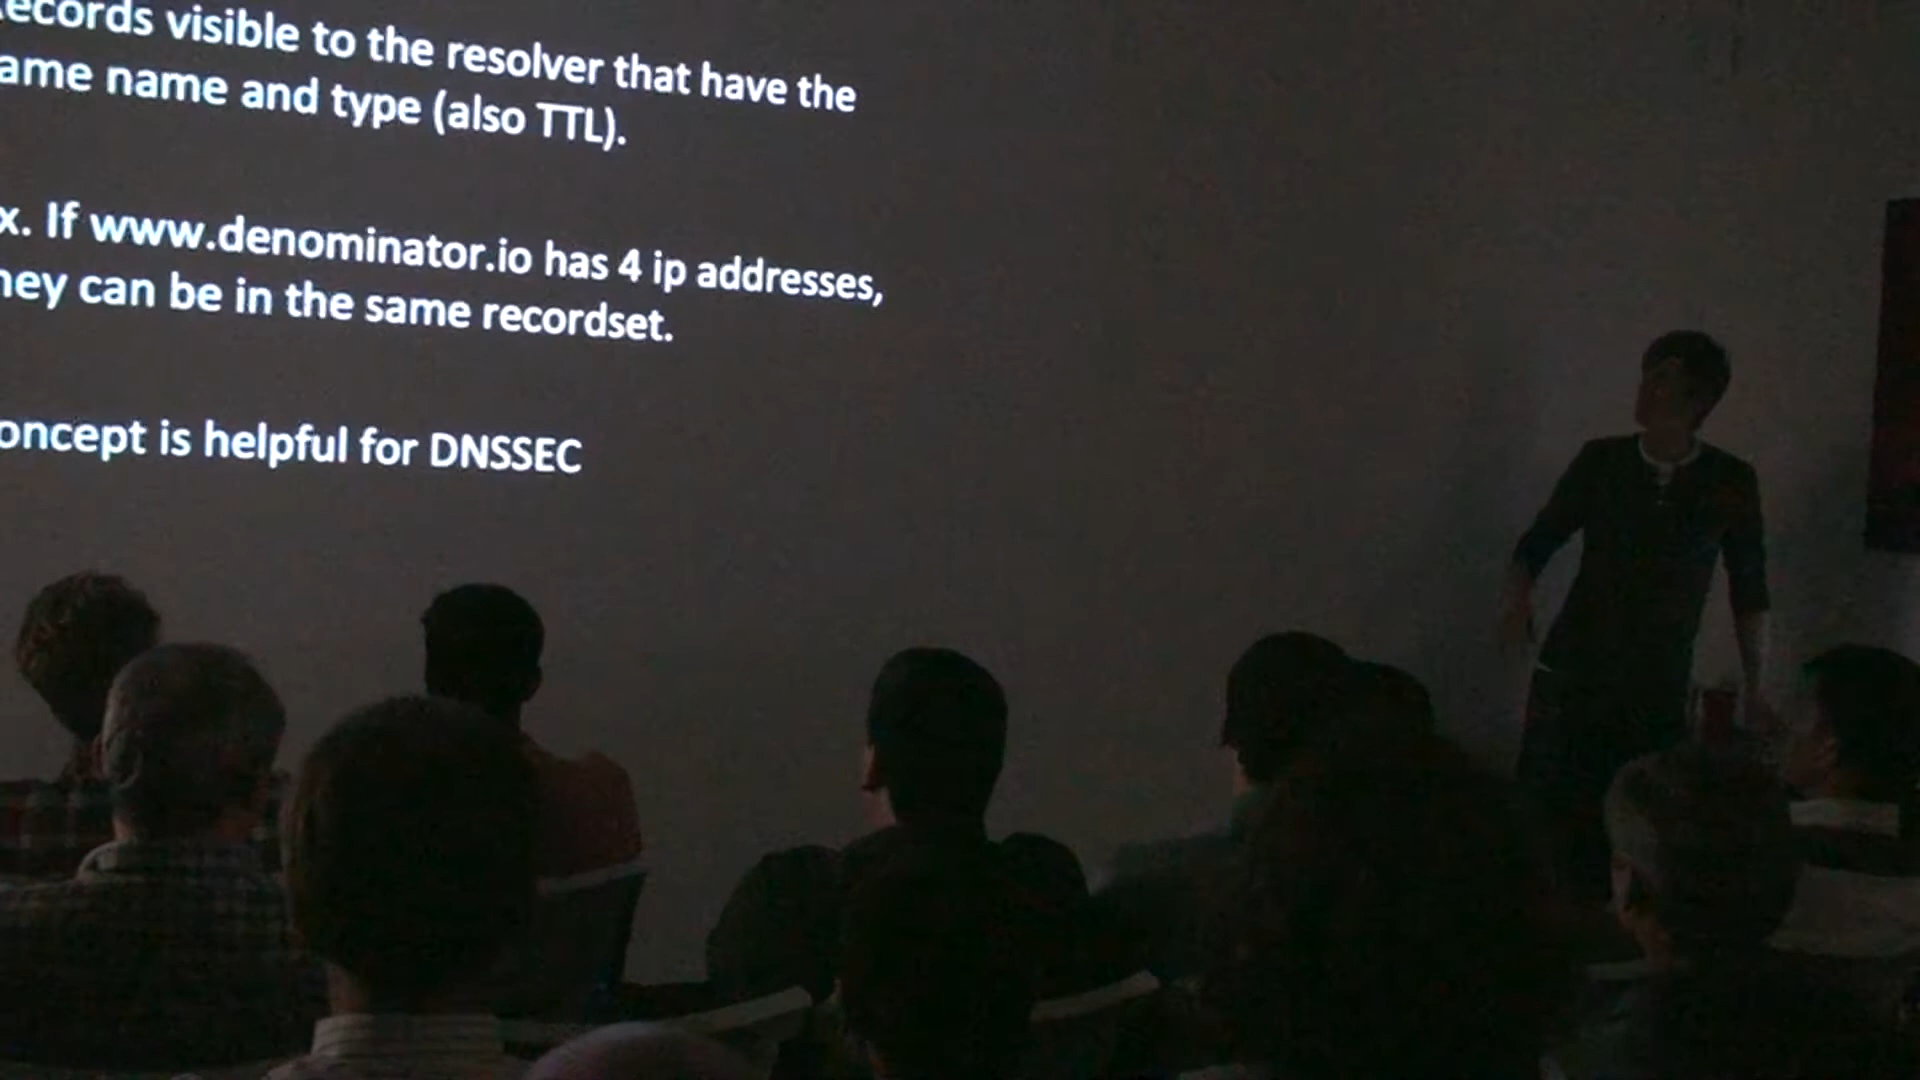 ecords visible to the resolver that have the
ame name and type (also TTL).
x. If www.denominator.io has 4 ip addresses,
hey can be in the same recordset.
oncept is helpful for DNSSEC